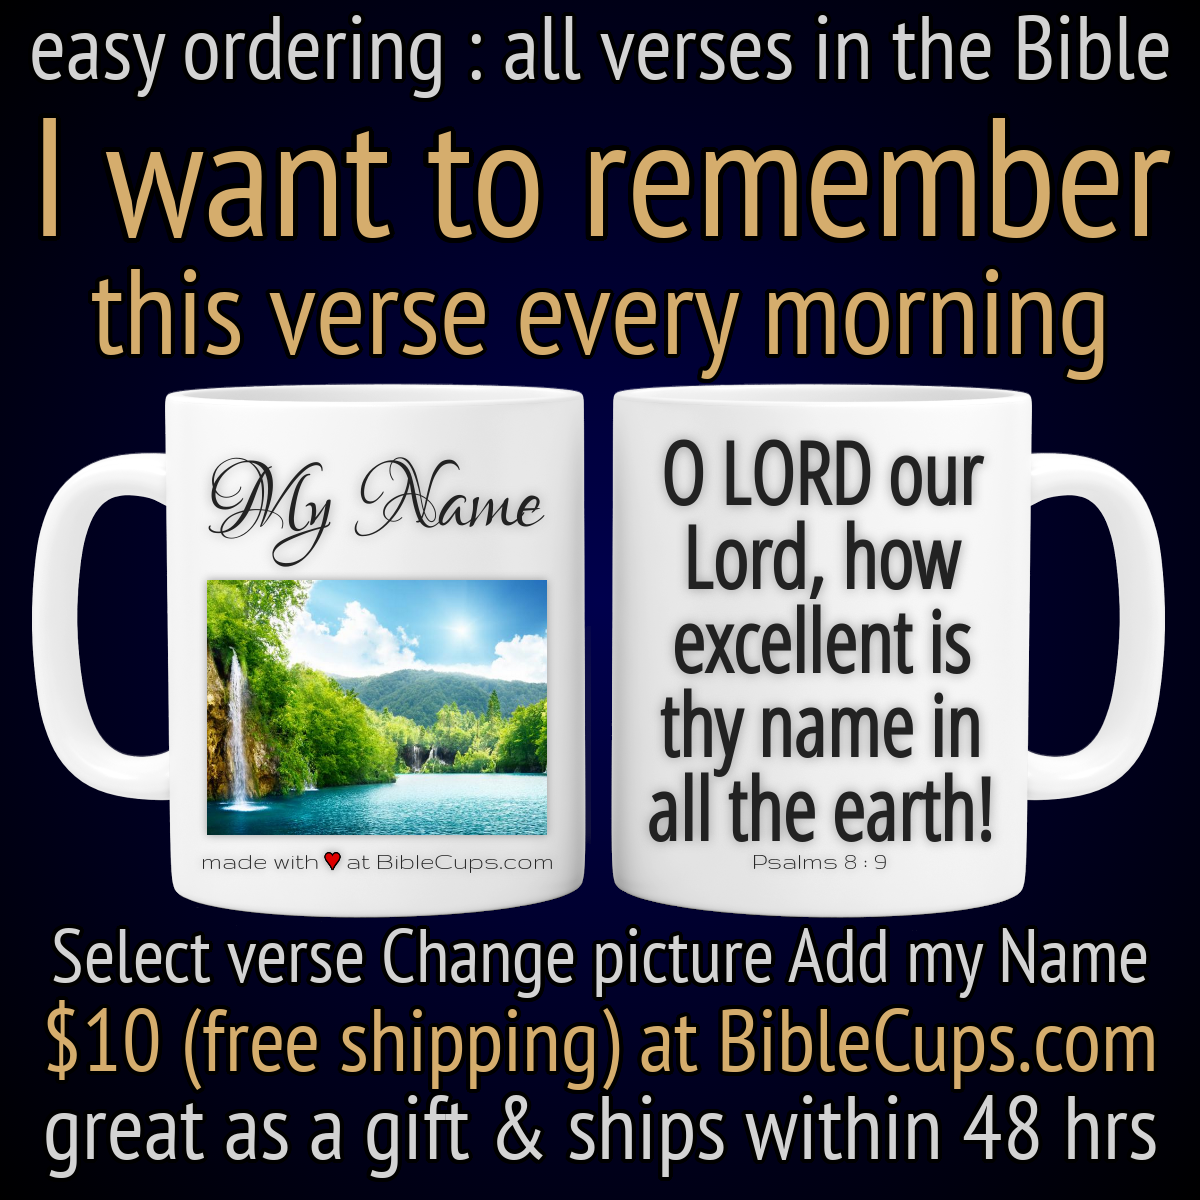 easy ordering : all verses in the Bible
I want to remember
this verse every morning
My Name
made with ♥ at BibleCups.com
O LORD our
Lord, how
excellent is
thy name in
all the earth!
Psalms 8 : 9
Select verse Change picture Add my Name
$10 (free shipping) at BibleCups.com
great as a gift & ships within 48 hrs